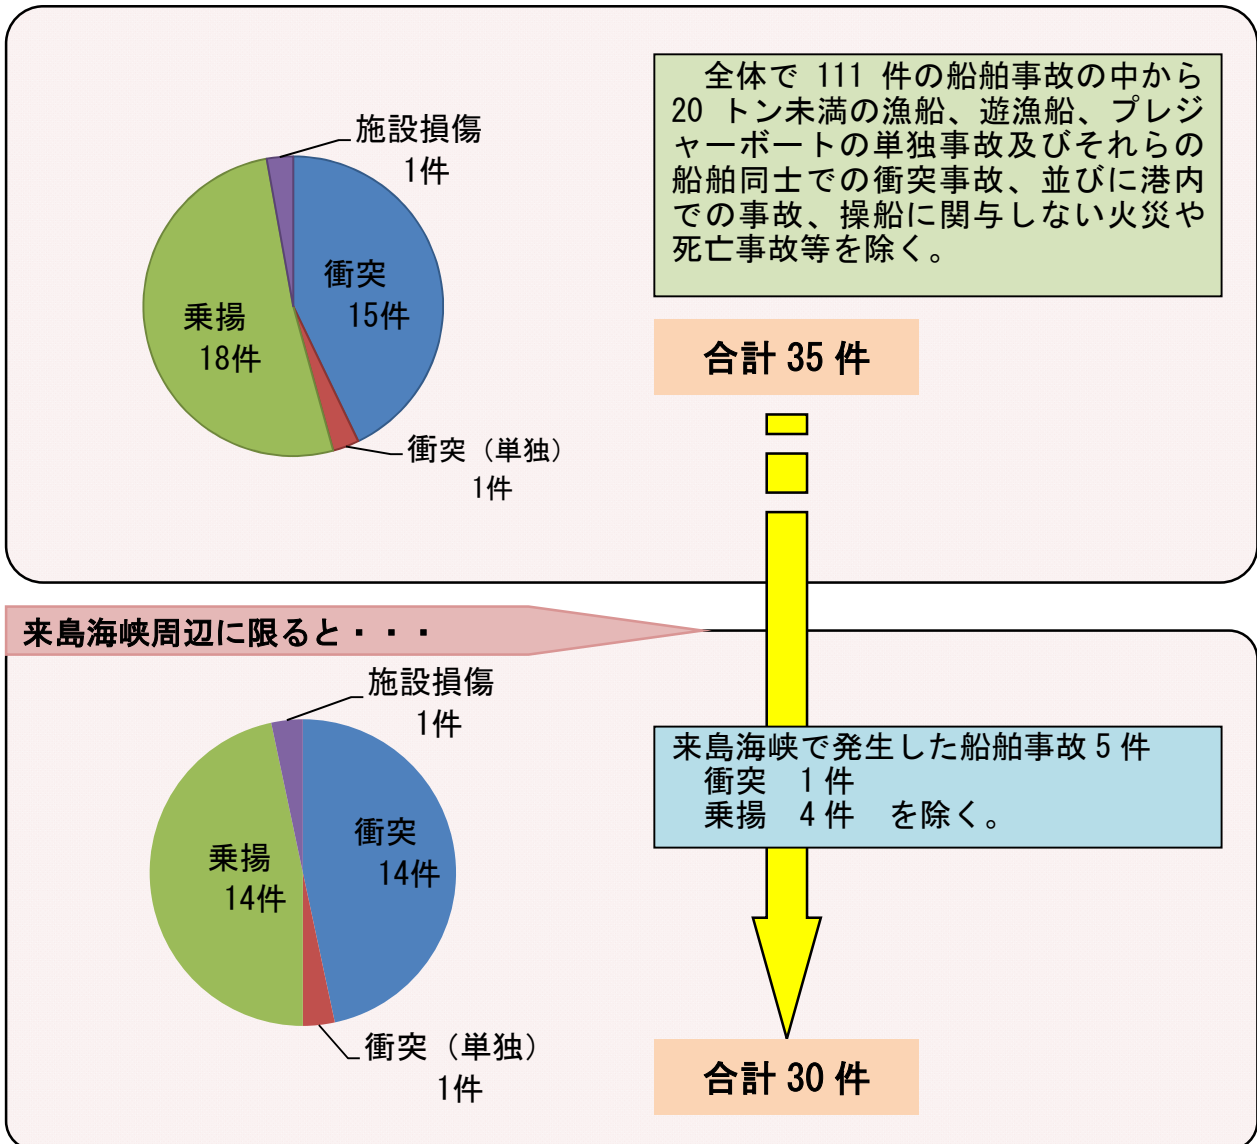 全体で 111 件の船舶事故の中から
20 トン未満の漁船、遊漁船、プレジ
ャーボートの単独事故及びそれらの
船舶同士での衝突事故、並びに港内
での事故、操船に関与しない火災や
死亡事故等を除く。
施設損傷
1件
衝突
15件
乗揚
18件
衝突（単独）
1件
合計 35 件
来島海峡周辺に限ると・・・
施設損傷
1件
衝突
14件
乗揚
14件
衝突（単独）
1件
来島海峡で発生した船舶事故 5 件
衝突　1 件
乗揚　4 件　を除く。
合計 30 件